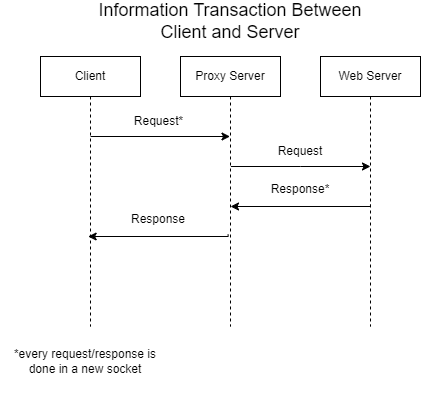 Information Transaction Between
Client and Server
Client
Proxy Server
Web Server
Request*
Request
Response*
Response
*every request/response is
done in a new socket